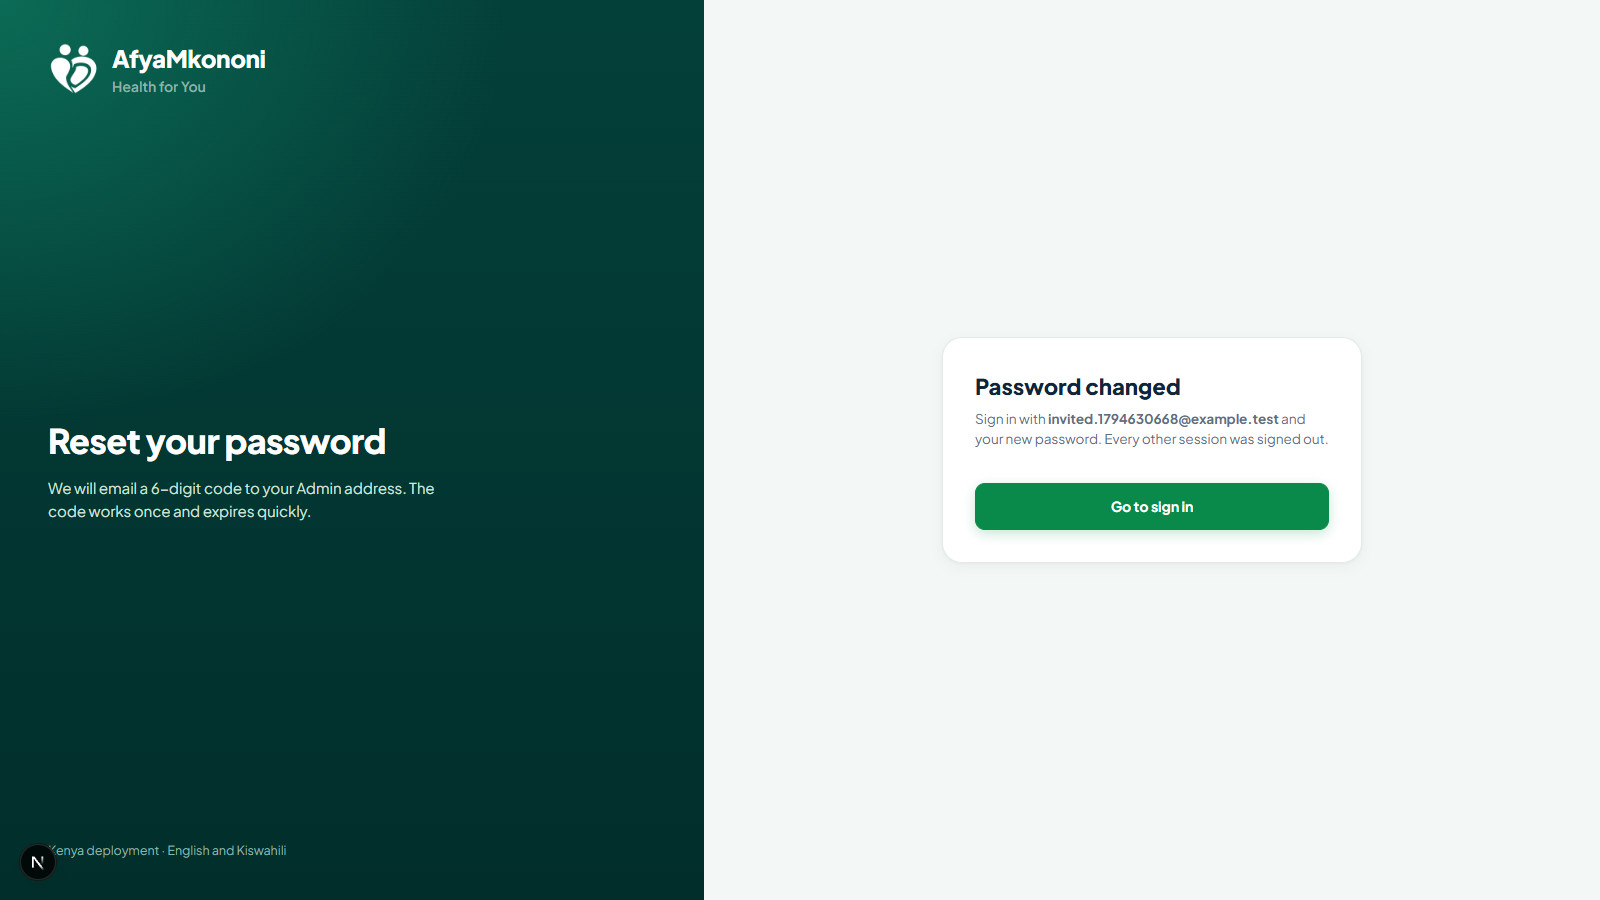 AfyaMkononi
Health for You
Reset your password
We will email a 6-digit code to your Admin address. The
code works once and expires quickly.
Kenya deployment · English and Kiswahili
N
Password changed
Sign in with invited.1794630668@example.test and
your new password. Every other session was signed out.
Go to sign in